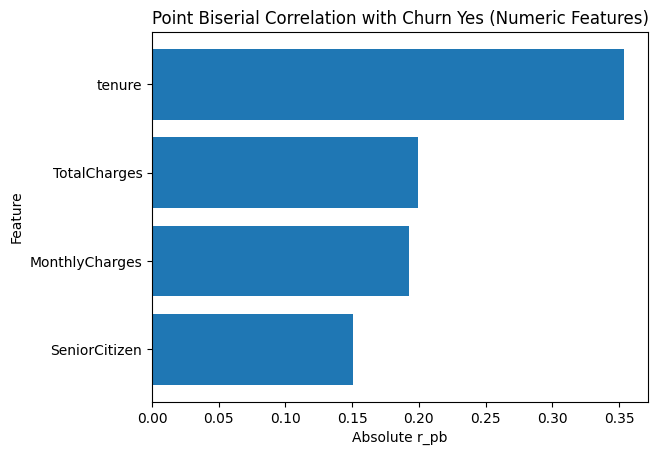 Point Biserial Correlation with Churn Yes (Numeric Features)
Feature
tenure
TotalCharges
MonthlyCharges
SeniorCitizen
0.00 0.05 0.10 0.15 0.20 0.25 0.30 0.35
Absolute r_pb